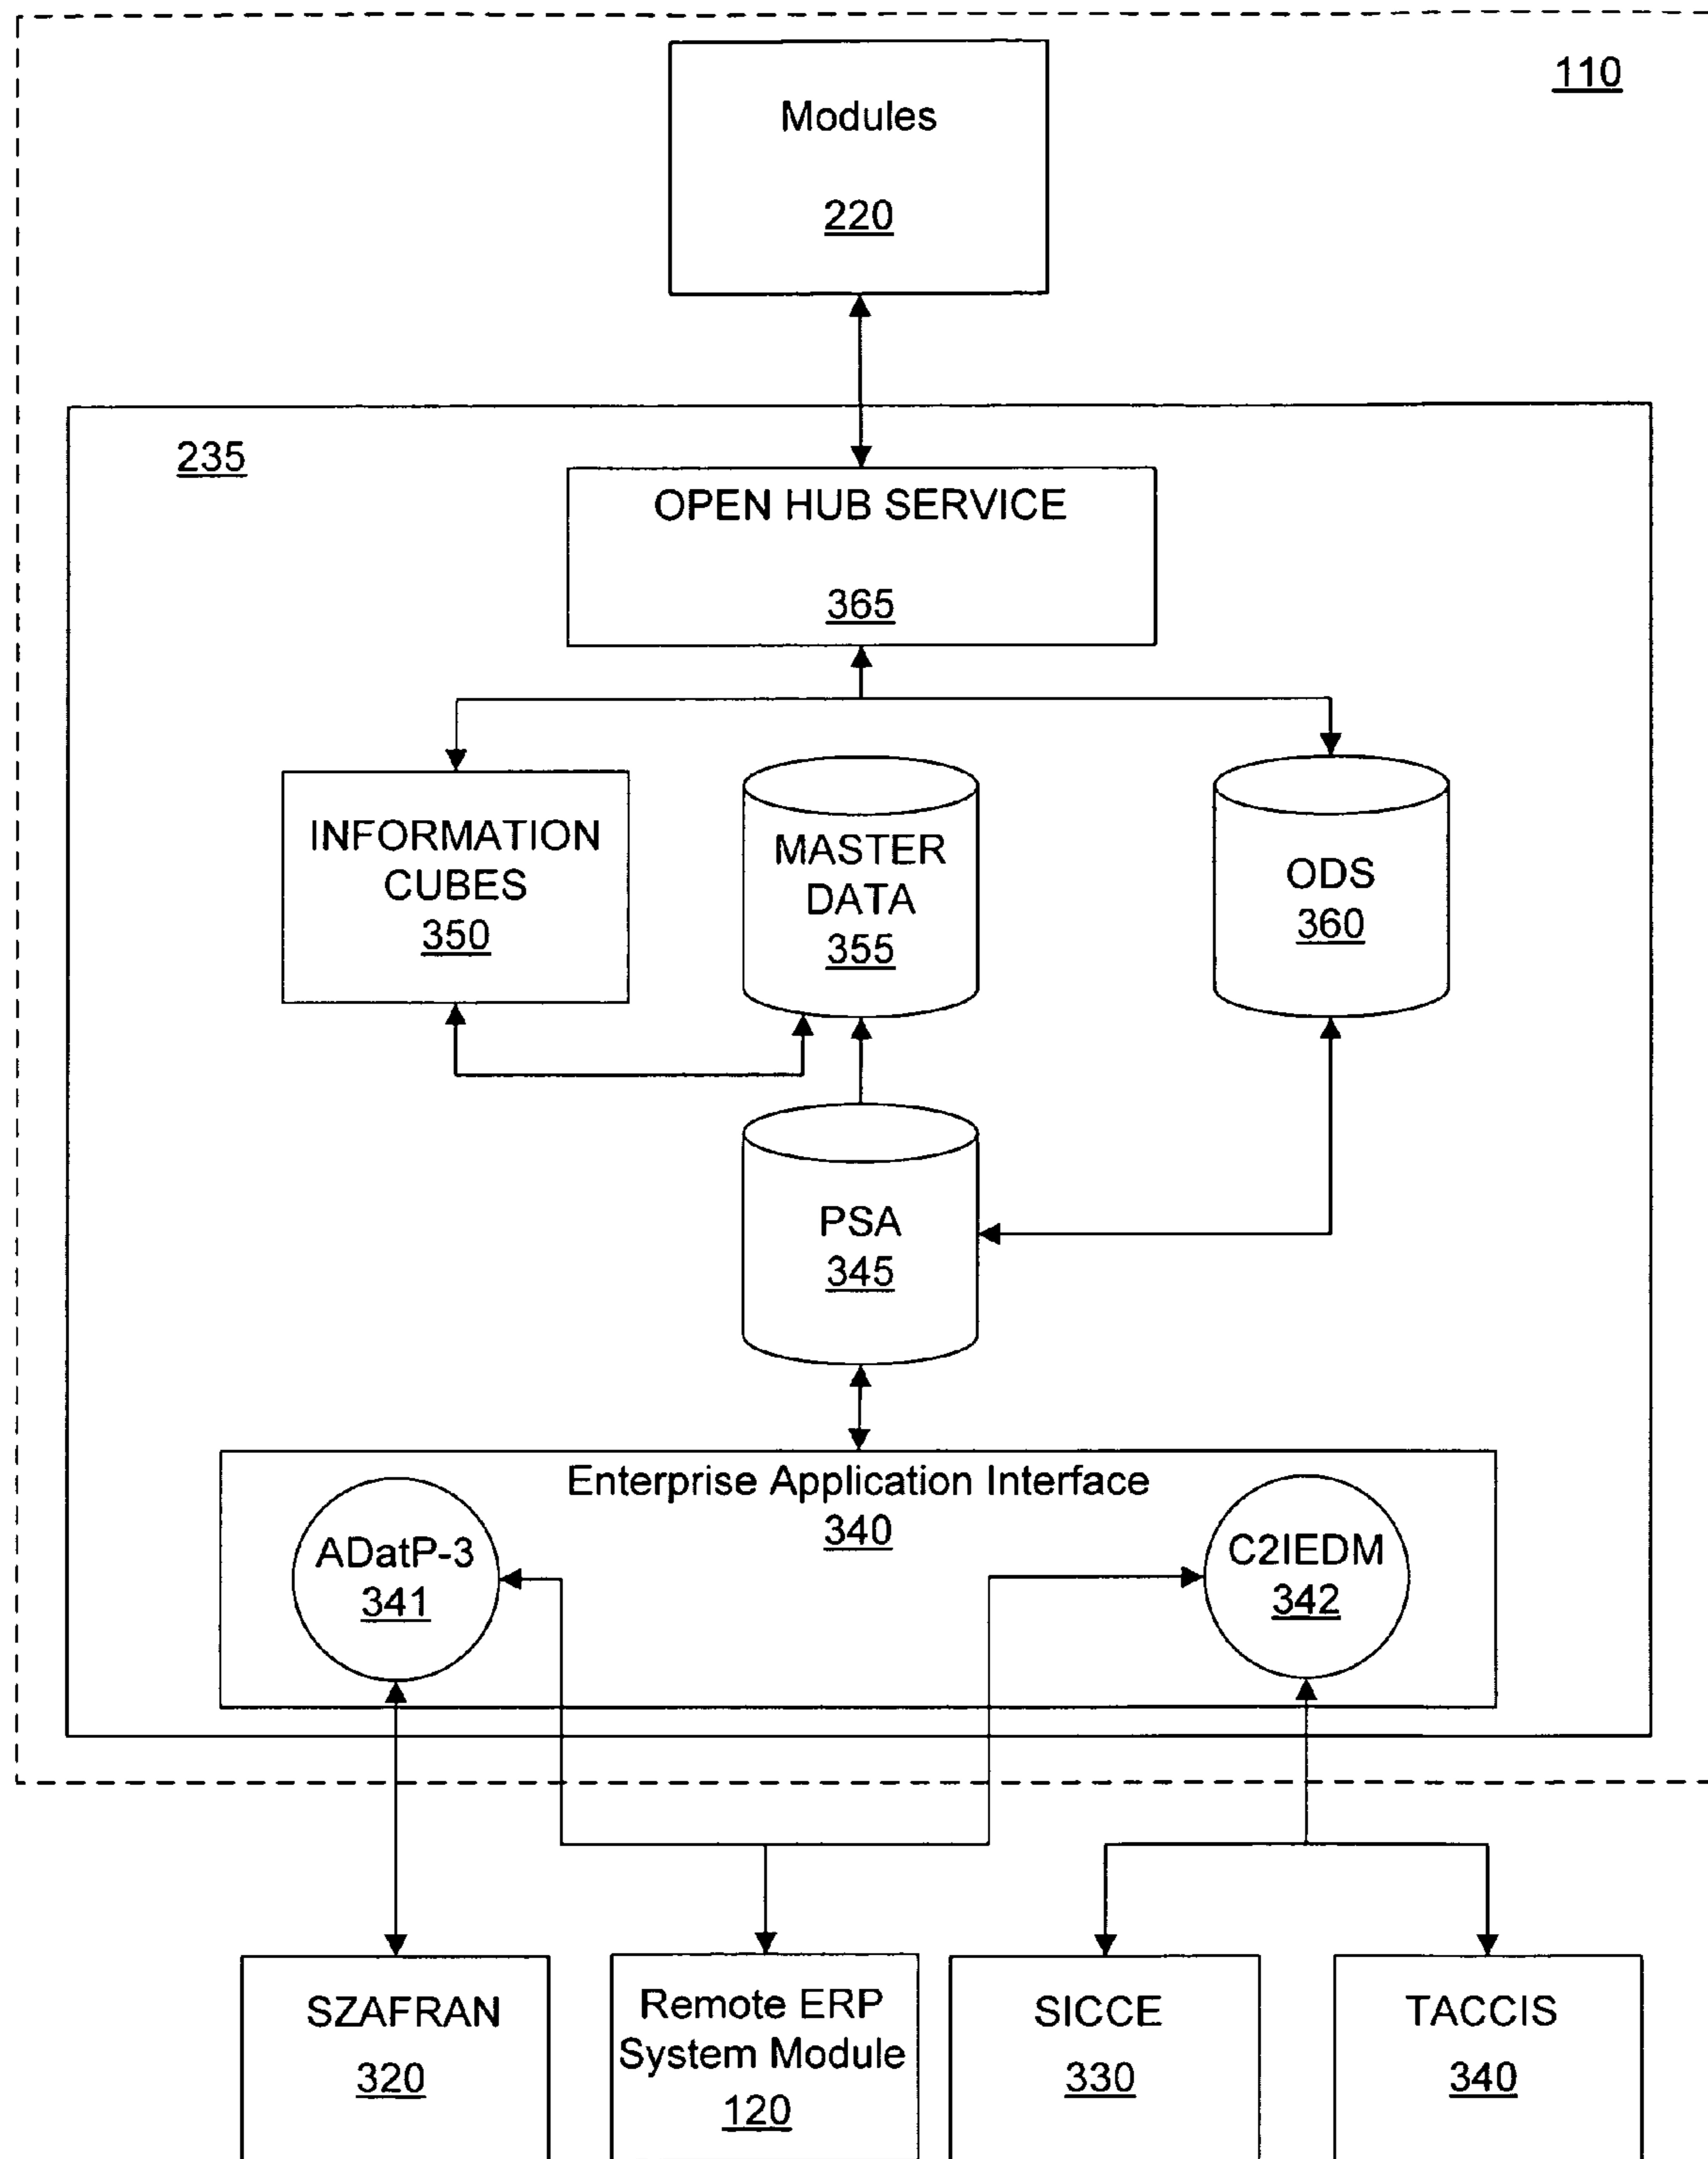 110
Modules
220
235
OPEN HUB SERVICE
365
INFORMATION
CUBES
350
MASTER
DATA
355
ODS
360
PSA
345
Enterprise Application Interface
340
ADatP-3
341
C2IEDM
342
SZAFRAN
320
Remote ERP
System Module
120
SICCE
330
TACCIS
340